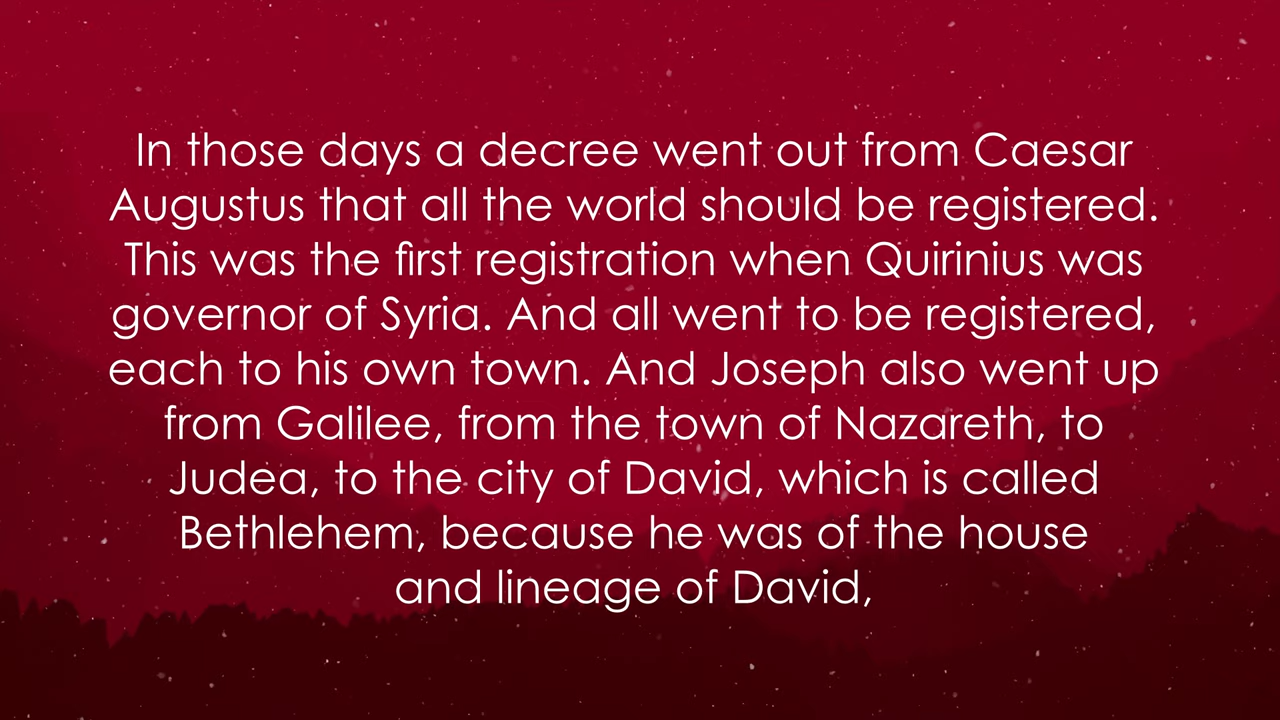 In those days a decree went out from Caesar
Augustus that all the world should be registered.
This was the first registration when Quirinius was
governor of Syria. And all went to be registered,
each to his own town. And Joseph also went up
from Galilee, from the town of Nazareth, to
Judea, to the city of David, which is called
Bethlehem, because he was of the house
and lineage of David,